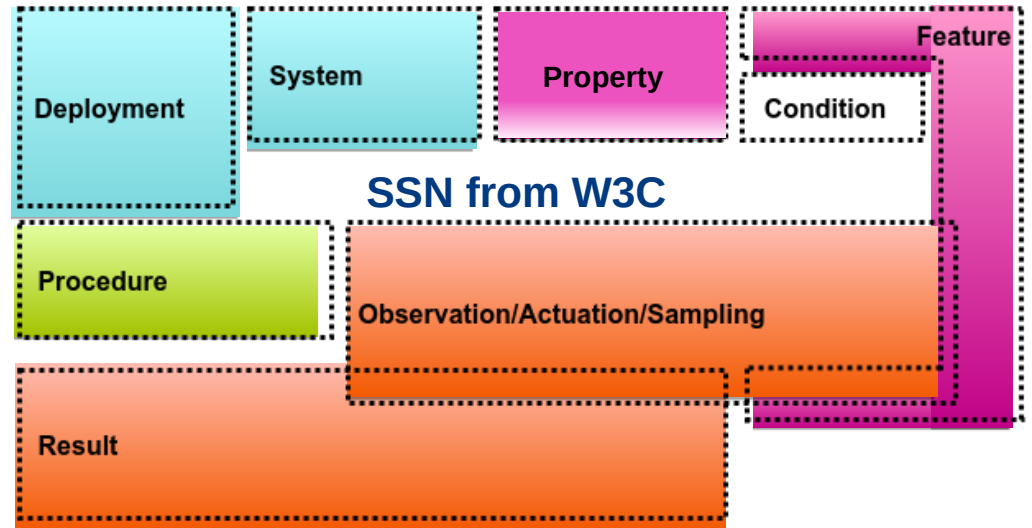 Deployment
System
Property
Feature
Condition
SSN from W3C
Procedure
Observation/Actuation/Sampling
Result